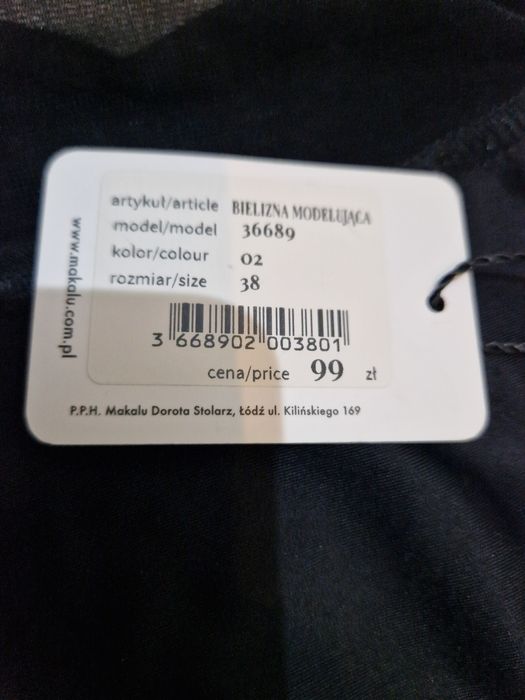 artykuł/article BIELIZNA MODELUJĄCA
model/model 36689
kolor/colour 02
rozmiar/size 38
3 668902 003801
cena/price 99 zł
P.P.H. Makalu Dorota Stolarz, Łódź ul. Kilińskiego 169
www.makalu.com.pl